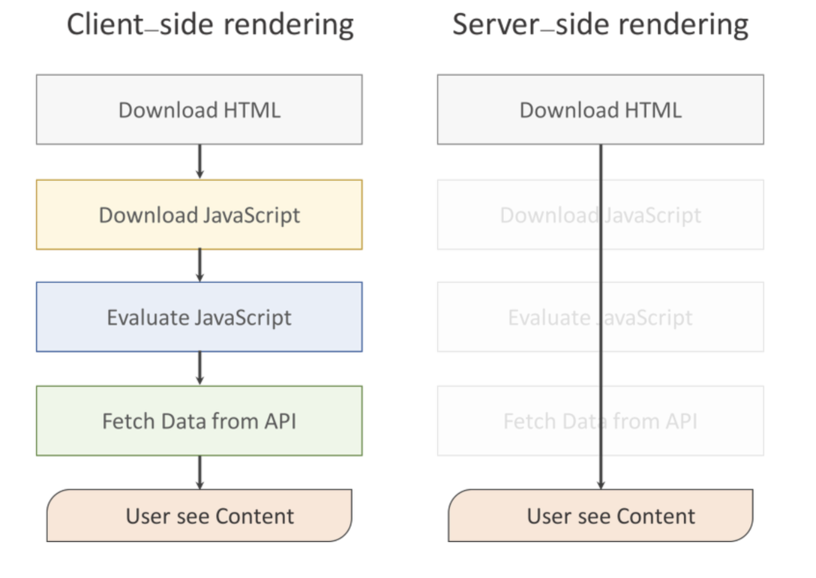 Client–side rendering
Server–side rendering
Download HTML
Download JavaScript
Evaluate JavaScript
Fetch Data from API
User see Content
Download HTML
Download JavaScript
Evaluate JavaScript
Fetch Data from API
User see Content